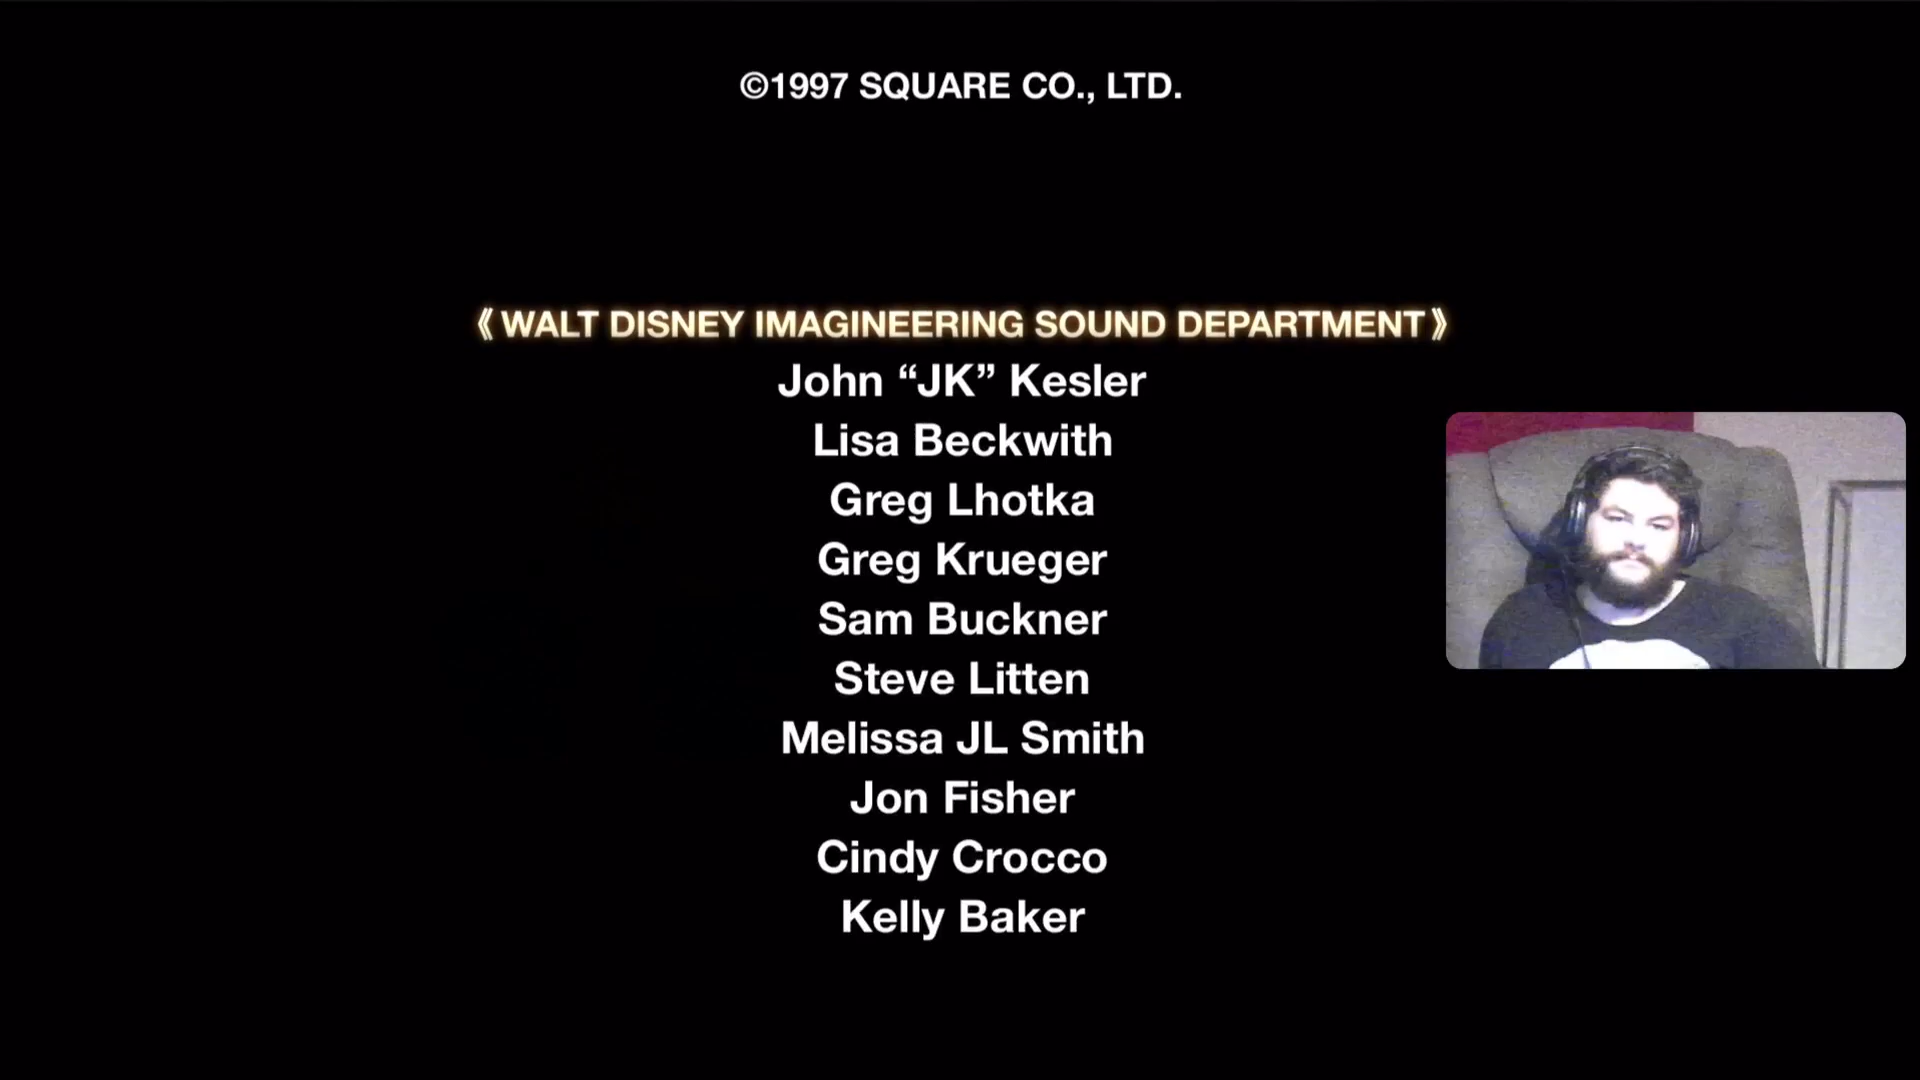 ©1997 SQUARE CO., LTD.
《WALT DISNEY IMAGINEERING SOUND DEPARTMENT》
John “JK” Kesler
Lisa Beckwith
Greg Lhotka
Greg Krueger
Sam Buckner
Steve Litten
Melissa JL Smith
Jon Fisher
Cindy Crocco
Kelly Baker